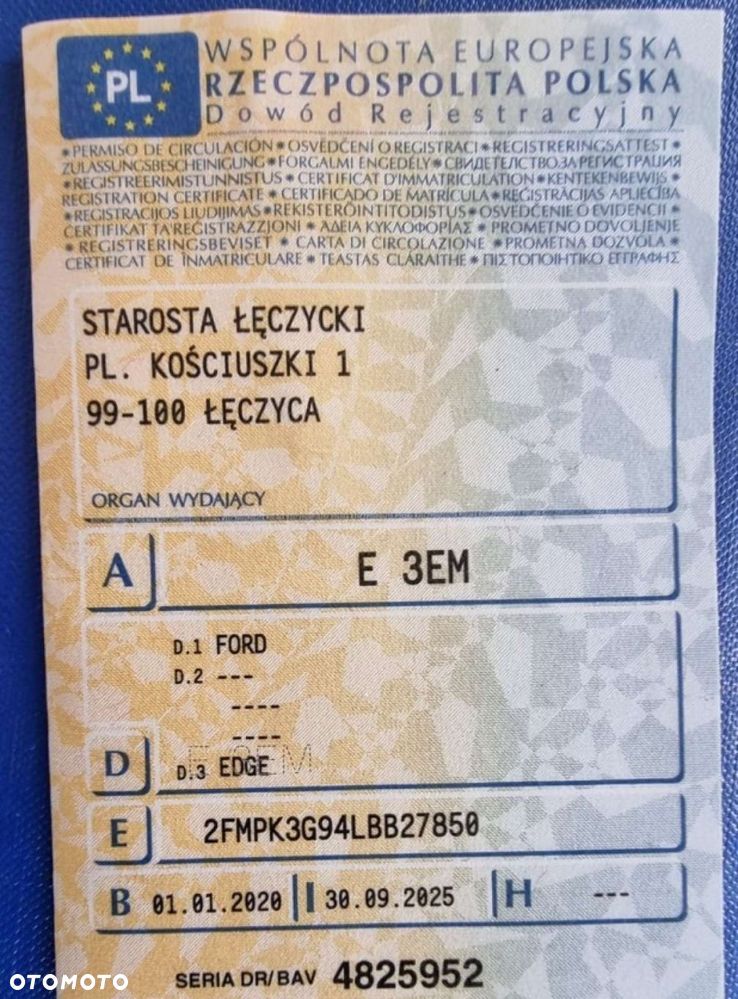 PL
WSPÓLNOTA EUROPEJSKA
RZECZPOSPOLITA POLSKA
Dowód Rejestracyjny
*PERMISO DE CIRCULACIÓN*OSVĚDČENÍ O REGISTRACI*REGISTRERINGSATTEST*
ZULASSUNGSBESCHEINIGUNG*FORGALMI ENGEDÉLY*СВИДЕТЕЛСТВО ЗА РЕГИСТРАЦИЯ
*REGISTREERIMISTUNNISTUS*CERTIFICAT D'IMMATRICULATION*KENTEKENBEWIJS*
REGISTRATION CERTIFICATE*CERTIFICADO DE MATRÍCULA*REĢISTRĀCIJAS APLIECĪBA
*REGISTRACIJOS LIUDIJIMAS*REKISTERÖINTITODISTUS*OSVEDČENIE O EVIDENCII*
ĊERTIFIKAT TA'REĠISTRAZZJONI*ΑΔΕΙΑ ΚΥΚΛΟΦΟΡΙΑΣ*PROMETNO DOVOLJENJE
*REGISTRERINGSBEVISET*CARTA DI CIRCOLAZIONE*PROMETNA DOZVOLA*
CERTIFICAT DE ÎNMATRICULARE*TEASTAS CLÁRAITHE*ΠΙΣΤΟΠΟΙΗΤΙΚΟ ΕΓΓΡΑΦΗΣ
STAROSTA ŁĘCZYCKI
PL. KOŚCIUSZKI 1
99-100 ŁĘCZYCA
ORGAN WYDAJĄCY
A E 3EM
D.1 FORD
D.2 ---
----
----
E 3EM
D D.3 EDGE
E 2FMPK3G94LBB27850
B 01.01.2020 I 30.09.2025 H ---
SERIA DR/BAV 4825952
OTOMOTO